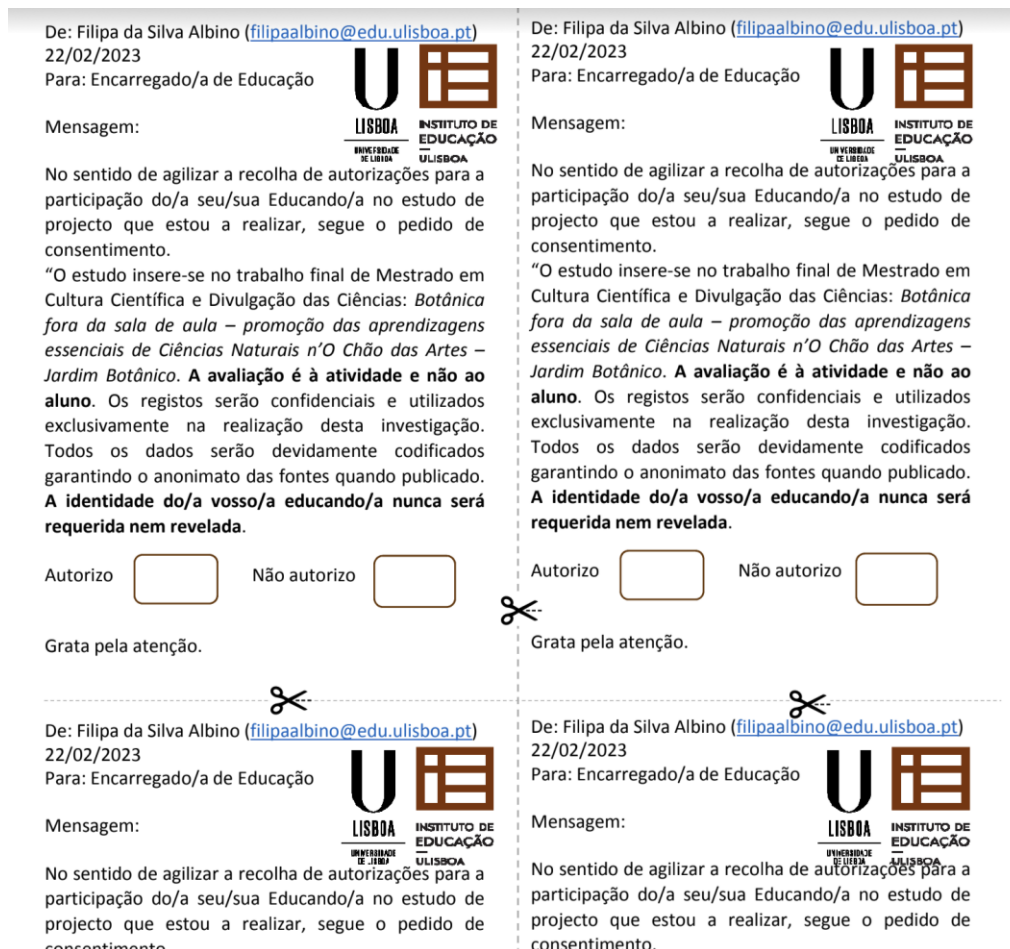 De: Filipa da Silva Albino (filipaalbino@edu.ulisboa.pt)
22/02/2023
Para: Encarregado/a de Educação
LISBOA
UNIVERSIDADE
DE LISBOA
INSTITUTO DE
EDUCAÇÃO
ULISBOA
Mensagem:
No sentido de agilizar a recolha de autorizações para a
participação do/a seu/sua Educando/a no estudo de
projecto que estou a realizar, segue o pedido de
consentimento.
“O estudo insere-se no trabalho final de Mestrado em
Cultura Científica e Divulgação das Ciências: Botânica
fora da sala de aula – promoção das aprendizagens
essenciais de Ciências Naturais n’O Chão das Artes –
Jardim Botânico. A avaliação é à atividade e não ao
aluno. Os registos serão confidenciais e utilizados
exclusivamente na realização desta investigação.
Todos os dados serão devidamente codificados
garantindo o anonimato das fontes quando publicado.
A identidade do/a vosso/a educando/a nunca será
requerida nem revelada.
Autorizo
Não autorizo
Grata pela atenção.
De: Filipa da Silva Albino (filipaalbino@edu.ulisboa.pt)
22/02/2023
Para: Encarregado/a de Educação
LISBOA
UNIVERSIDADE
DE LISBOA
INSTITUTO DE
EDUCAÇÃO
ULISBOA
Mensagem:
No sentido de agilizar a recolha de autorizações para a
participação do/a seu/sua Educando/a no estudo de
projecto que estou a realizar, segue o pedido de
consentimento.
“O estudo insere-se no trabalho final de Mestrado em
Cultura Científica e Divulgação das Ciências: Botânica
fora da sala de aula – promoção das aprendizagens
essenciais de Ciências Naturais n’O Chão das Artes –
Jardim Botânico. A avaliação é à atividade e não ao
aluno. Os registos serão confidenciais e utilizados
exclusivamente na realização desta investigação.
Todos os dados serão devidamente codificados
garantindo o anonimato das fontes quando publicado.
A identidade do/a vosso/a educando/a nunca será
requerida nem revelada.
Autorizo
Não autorizo
Grata pela atenção.
De: Filipa da Silva Albino (filipaalbino@edu.ulisboa.pt)
22/02/2023
Para: Encarregado/a de Educação
LISBOA
UNIVERSIDADE
DE LISBOA
INSTITUTO DE
EDUCAÇÃO
ULISBOA
Mensagem:
No sentido de agilizar a recolha de autorizações para a
participação do/a seu/sua Educando/a no estudo de
projecto que estou a realizar, segue o pedido de
consentimento.
De: Filipa da Silva Albino (filipaalbino@edu.ulisboa.pt)
22/02/2023
Para: Encarregado/a de Educação
LISBOA
UNIVERSIDADE
DE LISBOA
INSTITUTO DE
EDUCAÇÃO
ULISBOA
Mensagem:
No sentido de agilizar a recolha de autorizações para a
participação do/a seu/sua Educando/a no estudo de
projecto que estou a realizar, segue o pedido de
consentimento.